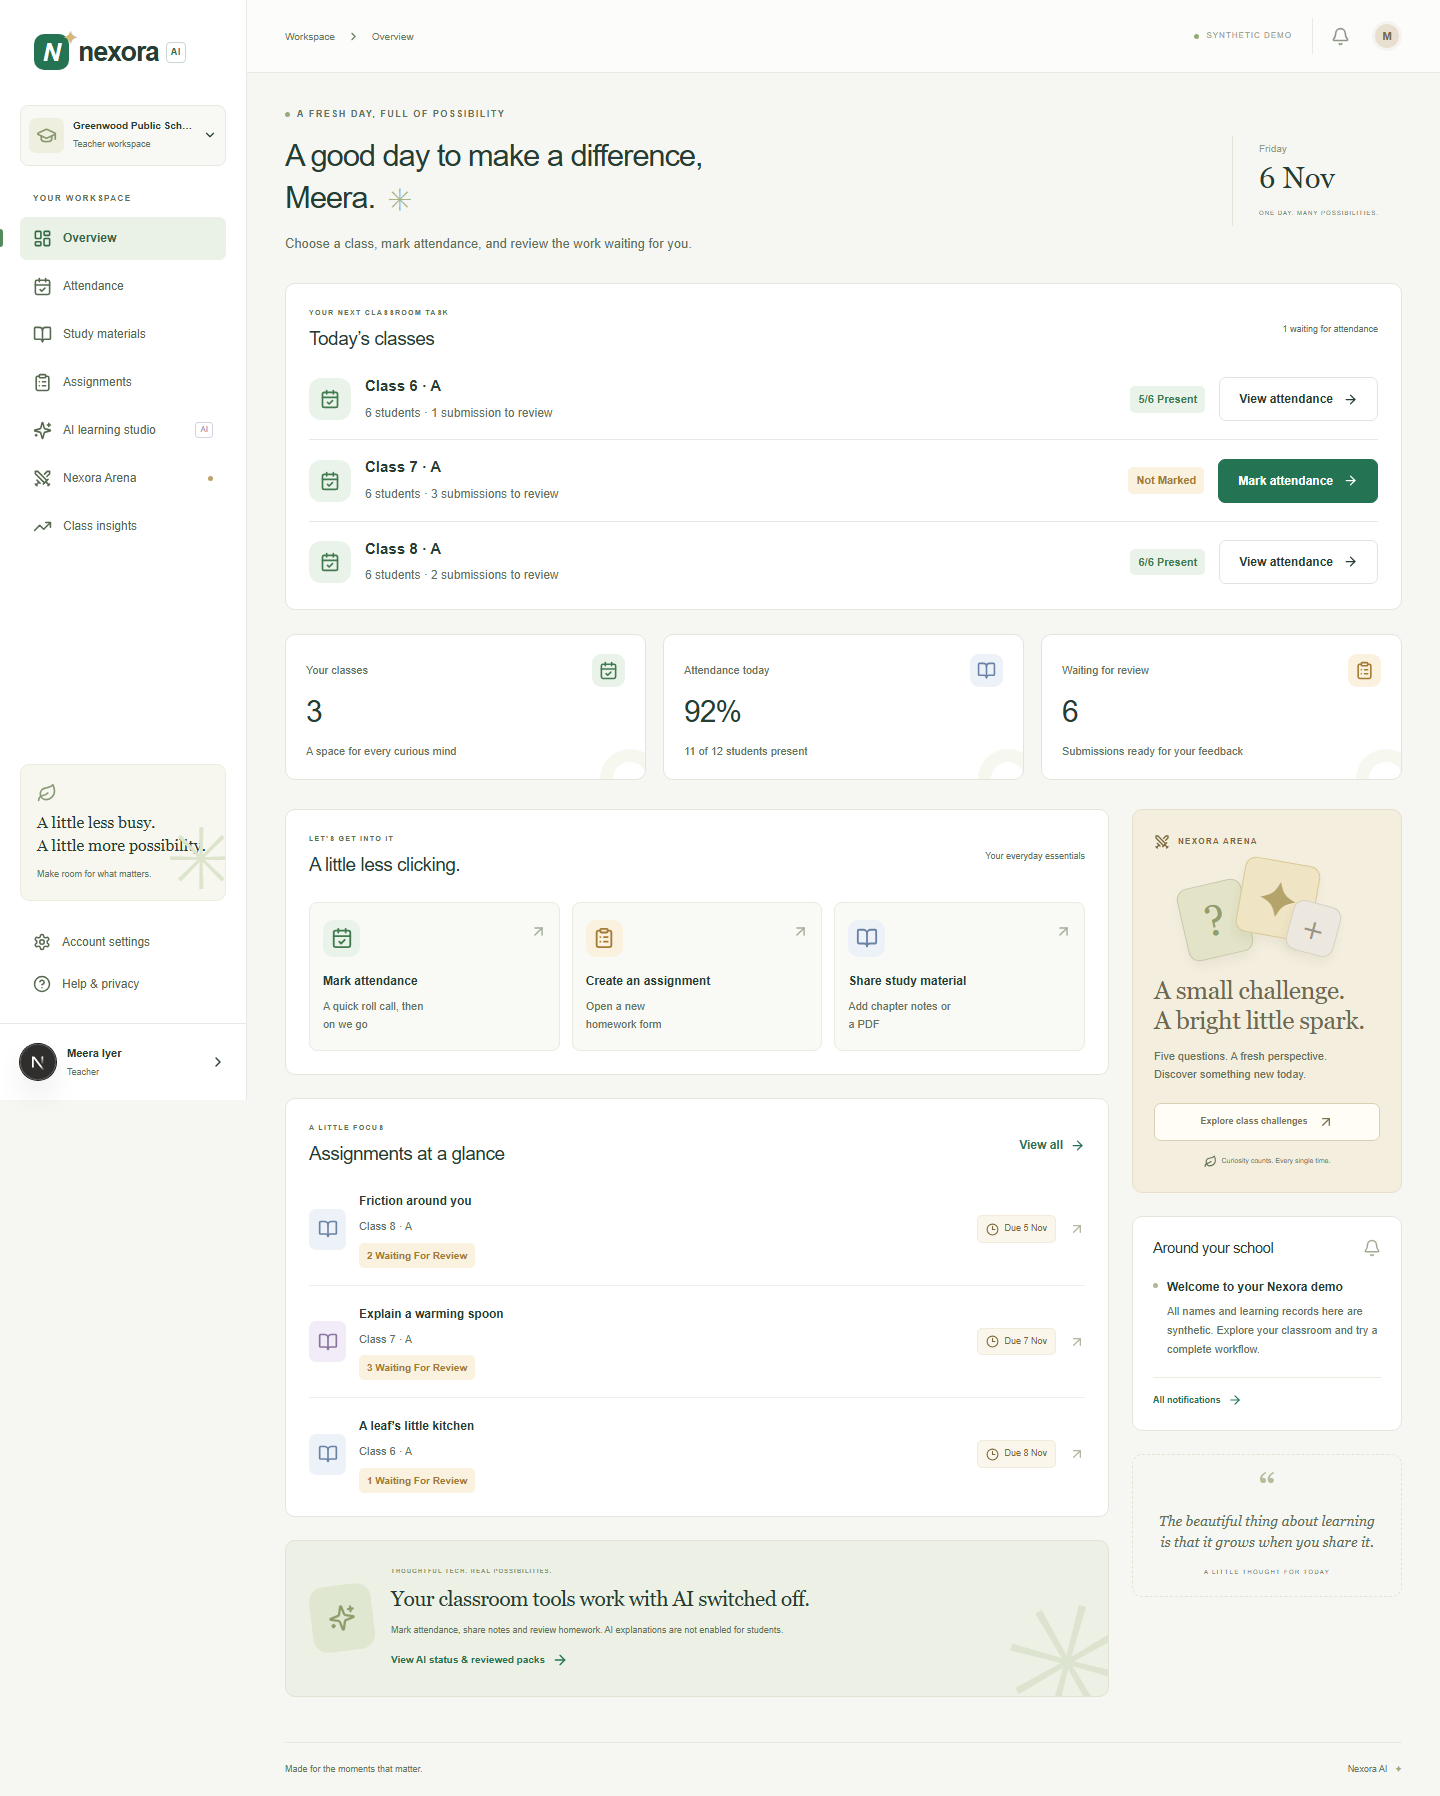 N nexora AI
Greenwood Public Sch...
Teacher workspace
YOUR WORKSPACE
Overview
Attendance
Study materials
Assignments
AI learning studio AI
Nexora Arena
Class insights
A little less busy.
A little more possibility.
Make room for what matters.
Account settings
Help & privacy
N
Meera Iyer
Teacher
Workspace > Overview
SYNTHETIC DEMO
M
A FRESH DAY, FULL OF POSSIBILITY
A good day to make a difference,
Meera.
Choose a class, mark attendance, and review the work waiting for you.
Friday
6 Nov
ONE DAY. MANY POSSIBILITIES.
YOUR NEXT CLASSROOM TASK
Today's classes
1 waiting for attendance
Class 6 · A
6 students · 1 submission to review
5/6 Present
View attendance
Class 7 · A
6 students · 3 submissions to review
Not Marked
Mark attendance
Class 8 · A
6 students · 2 submissions to review
6/6 Present
View attendance
Your classes
3
A space for every curious mind
Attendance today
92%
11 of 12 students present
Waiting for review
6
Submissions ready for your feedback
LET'S GET INTO IT
A little less clicking.
Your everyday essentials
Mark attendance
A quick roll call, then
on we go
Create an assignment
Open a new
homework form
Share study material
Add chapter notes or
a PDF
NEXORA ARENA
?
+
A small challenge.
A bright little spark.
Five questions. A fresh perspective.
Discover something new today.
Explore class challenges
Curiosity counts. Every single time.
A LITTLE FOCUS
Assignments at a glance
View all
Friction around you
Class 8 · A
2 Waiting For Review
Due 5 Nov
Explain a warming spoon
Class 7 · A
3 Waiting For Review
Due 7 Nov
A leaf's little kitchen
Class 6 · A
1 Waiting For Review
Due 8 Nov
Around your school
Welcome to your Nexora demo
All names and learning records here are
synthetic. Explore your classroom and try a
complete workflow.
All notifications
“
The beautiful thing about learning
is that it grows when you share it.
A LITTLE THOUGHT FOR TODAY
THOUGHTFUL TECH. REAL POSSIBILITIES.
Your classroom tools work with AI switched off.
Mark attendance, share notes and review homework. AI explanations are not enabled for students.
View AI status & reviewed packs
Made for the moments that matter.
Nexora AI